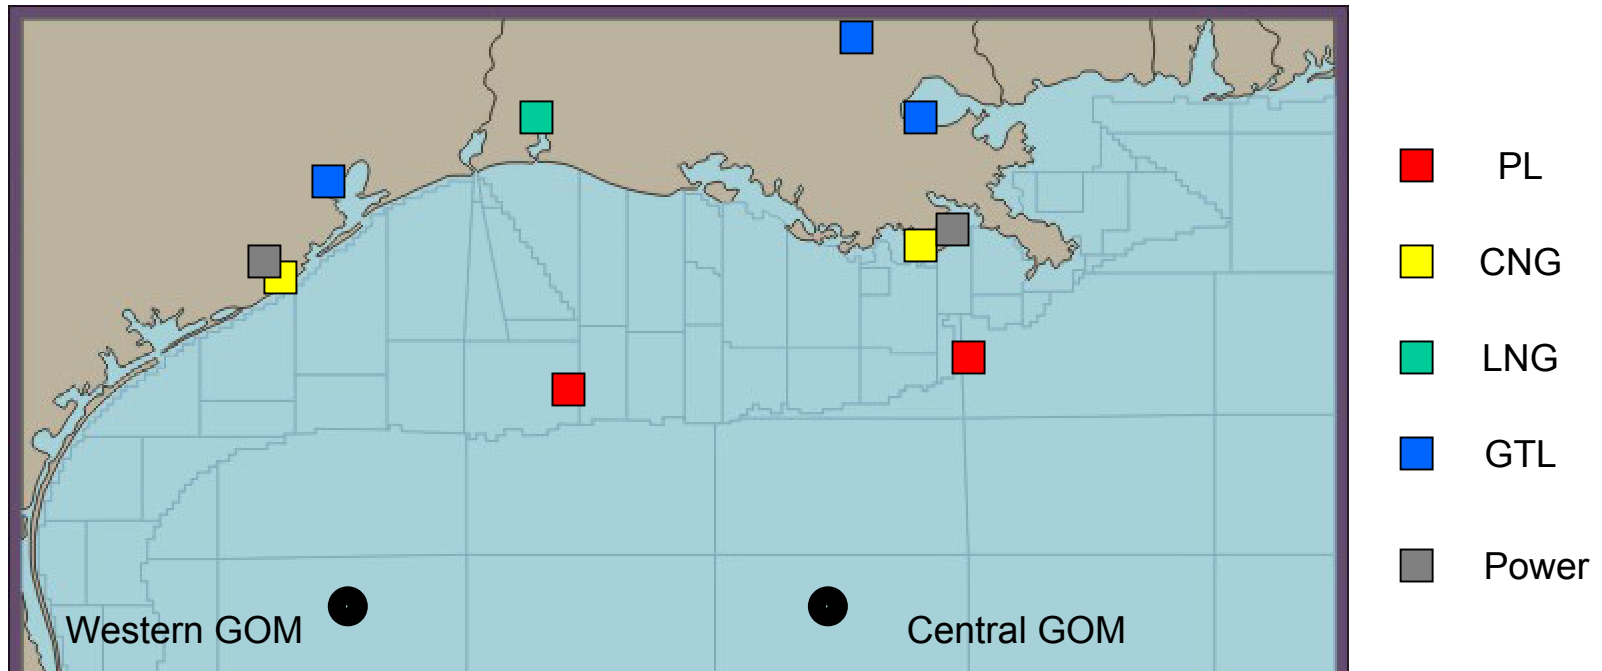 PL
CNG
LNG
GTL
Power
Western GOM
Central GOM